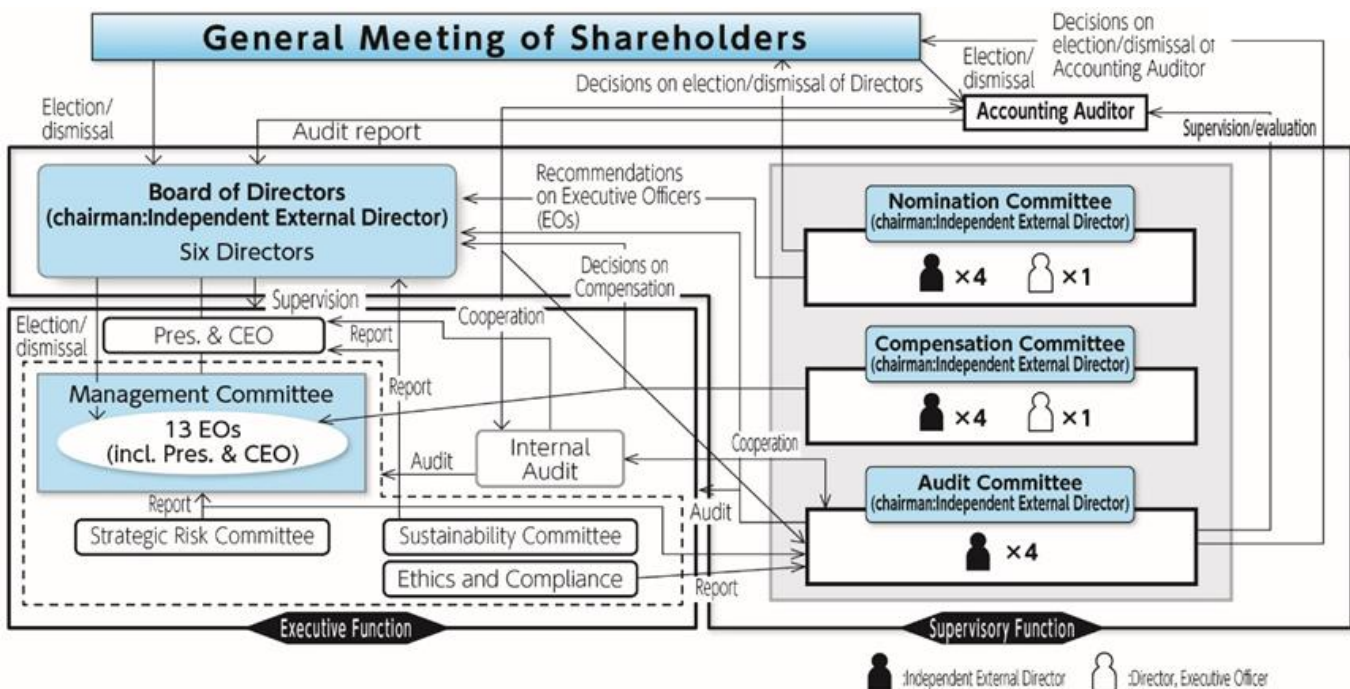 General Meeting of Shareholders
Decisions on
election/dismissal of
Accounting Auditor
Election/
dismissal
Decisions on election/dismissal of Directors
Accounting Auditor
Election/
dismissal
Audit report
Supervision/evaluation
Board of Directors
(chairman:Independent External Director)
Six Directors
Recommendations
on Executive Officers
(EOs)
Nomination Committee
(chairman:Independent External Director)
×4
×1
Decisions on
Compensation
Supervision
Cooperation
Election/
dismissal
Pres. & CEO
Report
Compensation Committee
(chairman:Independent External Director)
×4
×1
Management Committee
13 EOs
(incl. Pres. & CEO)
Report
Internal
Audit
Audit
Cooperation
Audit Committee
(chairman:Independent External Director)
×4
Audit
Report
Strategic Risk Committee
Sustainability Committee
Ethics and Compliance
Report
Executive Function
Supervisory Function
:Independent External Director
:Director, Executive Officer